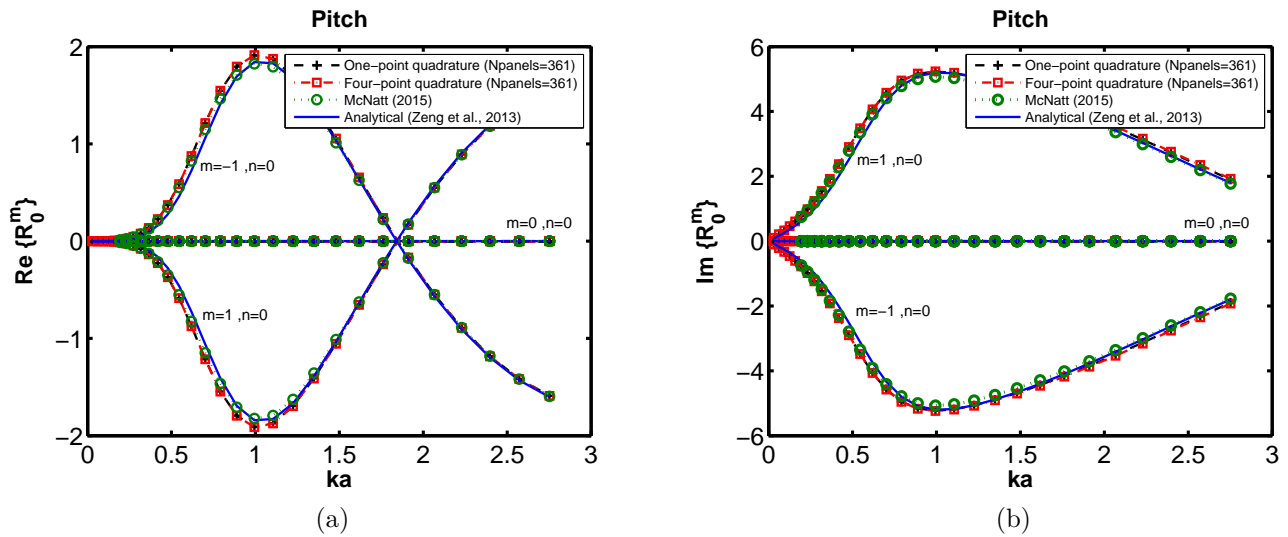 Pitch
2
1
0
−1
−2
Re {R₀ᵐ}
One−point quadrature (Npanels=361)
Four−point quadrature (Npanels=361)
McNatt (2015)
Analytical (Zeng et al., 2013)
m=−1 ,n=0
m=0 ,n=0
m=1 ,n=0
0 0.5 1 1.5 2 2.5 3
ka
(a)
Pitch
6
4
2
0
−2
−4
−6
Im {R₀ᵐ}
One−point quadrature (Npanels=361)
Four−point quadrature (Npanels=361)
McNatt (2015)
Analytical (Zeng et al., 2013)
m=1 ,n=0
m=0 ,n=0
m=−1 ,n=0
0 0.5 1 1.5 2 2.5 3
ka
(b)